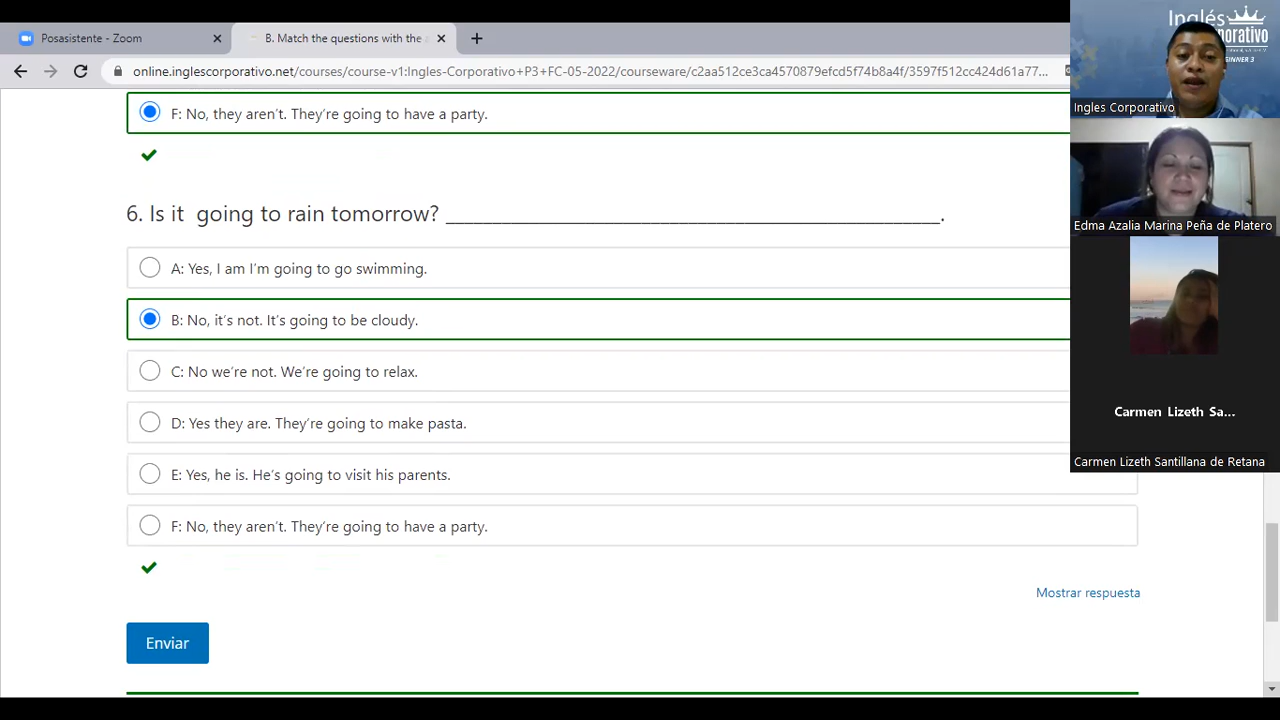 Posasistente - Zoom
B. Match the questions with the a
online.inglescorporativo.net/courses/course-v1:Ingles-Corporativo+P3+FC-05-2022/courseware/c2aa512ce3ca4570879efcd5f74b8a4f/3597f512cc424d61a77...
F: No, they aren't. They're going to have a party.
6. Is it going to rain tomorrow? ______________________________________________.
A: Yes, I am I'm going to go swimming.
B: No, it's not. It's going to be cloudy.
C: No we're not. We're going to relax.
D: Yes they are. They're going to make pasta.
E: Yes, he is. He's going to visit his parents.
F: No, they aren't. They're going to have a party.
Mostrar respuesta
Enviar
Inglés
Ingles Corporativo
Edma Azalia Marina Peña de Platero
Carmen Lizeth Sa...
Carmen Lizeth Santillana de Retana